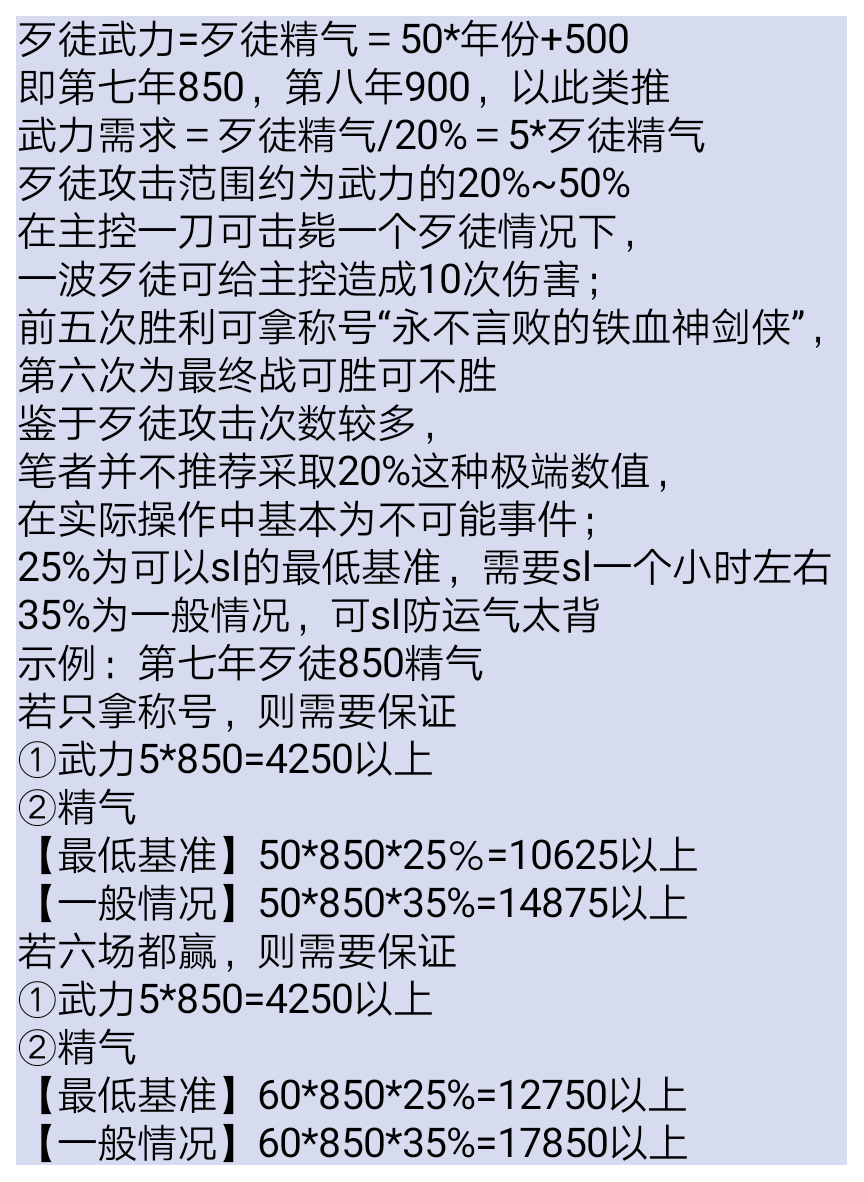 歹徒武力=歹徒精气＝50*年份+500
即第七年850，第八年900，以此类推
武力需求＝歹徒精气/20%＝5*歹徒精气
歹徒攻击范围约为武力的20%~50%
在主控一刀可击毙一个歹徒情况下，
一波歹徒可给主控造成10次伤害；
前五次胜利可拿称号“永不言败的铁血神剑侠”，
第六次为最终战可胜可不胜
鉴于歹徒攻击次数较多，
笔者并不推荐采取20%这种极端数值，
在实际操作中基本为不可能事件；
25%为可以sl的最低基准，需要sl一个小时左右
35%为一般情况，可sl防运气太背
示例：第七年歹徒850精气
若只拿称号，则需要保证
①武力5*850=4250以上
②精气
【最低基准】50*850*25％=10625以上
【一般情况】50*850*35%=14875以上
若六场都赢，则需要保证
①武力5*850=4250以上
②精气
【最低基准】60*850*25%=12750以上
【一般情况】60*850*35%=17850以上